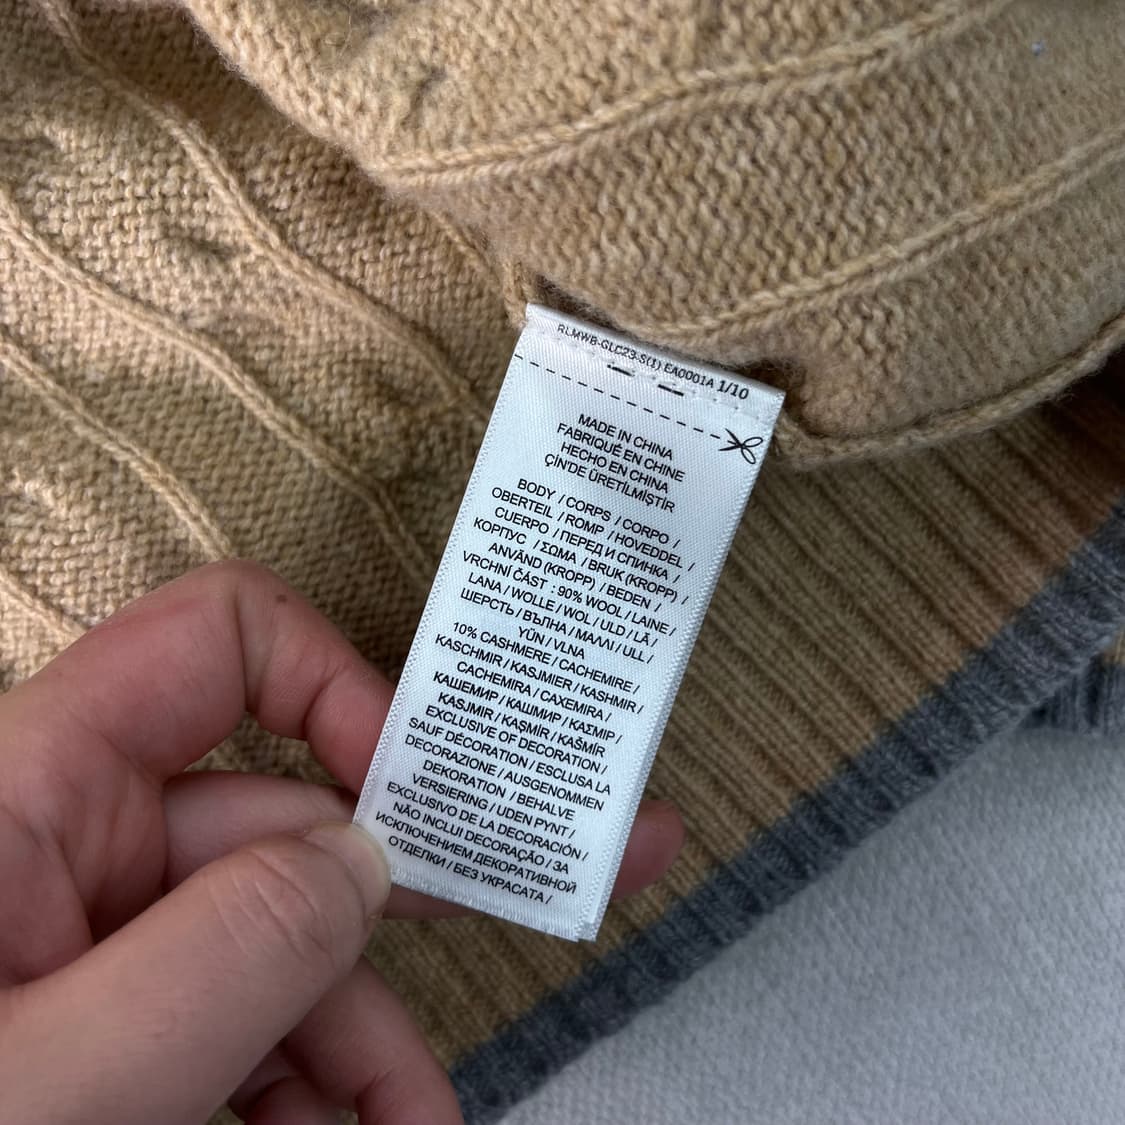 RLMWB-GLC23-S(1) EA0001A 1/10
MADE IN CHINA
FABRIQUÉ EN CHINE
HECHO EN CHINA
ÇİN'DE ÜRETİLMİŞTİR
BODY / CORPS / CORPO /
OBERTEIL / ROMP / HOVEDDEL /
CUERPO / ПЕРЕД И СПИНКА /
КОРПУС / ΣΩΜΑ / BRUK (KROPP) /
ANVÄND (KROPP) / BEDEN /
VRCHNÍ ČÁST : 90% WOOL / LAINE /
LANA / WOLLE / WOL / ULD / LÃ /
ШЕРСТЬ / ВЪЛНА / ΜΑΛΛΙ / ULL /
YÜN / VLNA
10% CASHMERE / CACHEMIRE /
KASCHMIR / KASJMIER / KASHMIR /
CACHEMIRA / CAXEMIRA /
КАШЕМИР / КАШМИР / ΚΑΣΜΙΡ /
KASJMIR / KAŞMİR / KAŠMÍR
EXCLUSIVE OF DECORATION /
SAUF DÉCORATION / ESCLUSA LA
DECORAZIONE / AUSGENOMMEN
DEKORATION / BEHALVE
VERSIERING / UDEN PYNT /
EXCLUSIVO DE LA DECORACIÓN /
NÃO INCLUI DECORAÇÃO / ЗА
ИСКЛЮЧЕНИЕМ ДЕКОРАТИВНОЙ
ОТДЕЛКИ / БЕЗ УКРАСАТА /